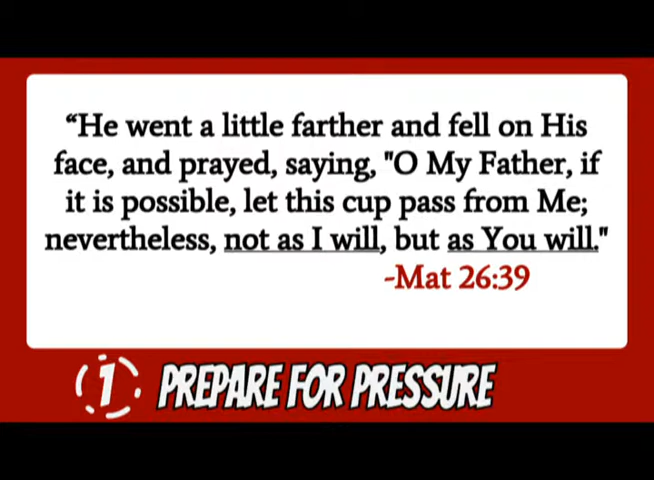 “He went a little farther and fell on His
face, and prayed, saying, "O My Father, if
it is possible, let this cup pass from Me;
nevertheless, not as I will, but as You will."
-Mat 26:39
1 PREPARE FOR PRESSURE